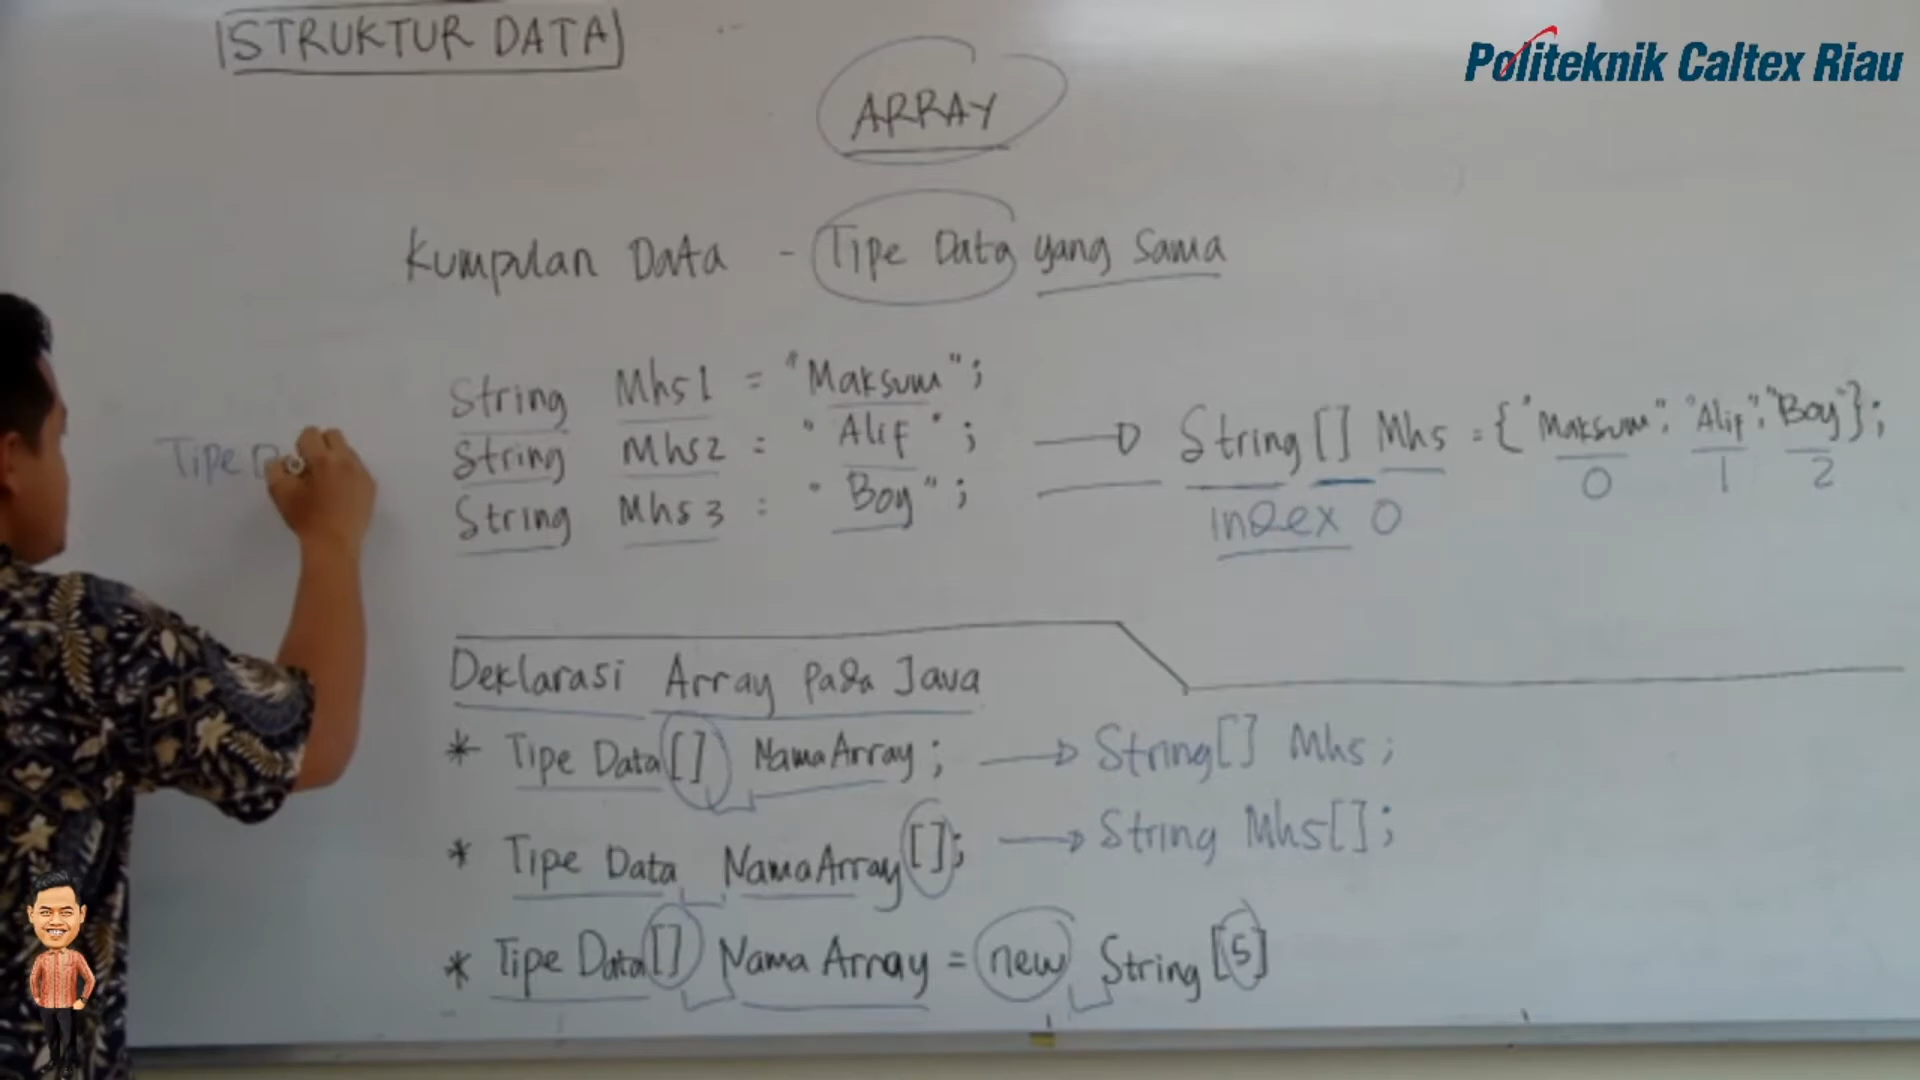 STRUKTUR DATA
Politeknik Caltex Riau
ARRAY
Kumpulan Data - Tipe Data yang Sama
String Mhs1 = "Maksum";
String Mhs2 = "Alif";
String Mhs3 = "Boy";
String[] Mhs = {"Maksum", "Alif", "Boy"};
0 1 2
index 0
Tipe D
Deklarasi Array Pada Java
* Tipe Data[] NamaArray; → String[] Mhs;
* Tipe Data NamaArray[]; → String Mhs[];
* Tipe Data[] Nama Array = new String[5]